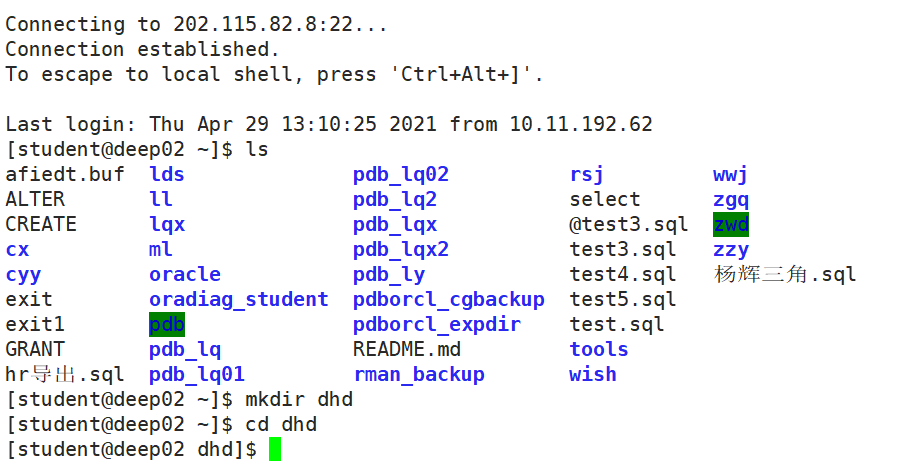 Connecting to 202.115.82.8:22...
Connection established.
To escape to local shell, press 'Ctrl+Alt+]'.
Last login: Thu Apr 29 13:10:25 2021 from 10.11.192.62
[student@deep02 ~]$ ls
afiedt.buf lds pdb_lq02 rsj wwj
ALTER ll pdb_lq2 select zgq
CREATE lqx pdb_lqx @test3.sql zwd
cx ml pdb_lqx2 test3.sql zzy
cyy oracle pdb_ly test4.sql 杨辉三角.sql
exit oradiag_student pdborcl_cgbackup test5.sql
exit1 pdb pdborcl_expdir test.sql
GRANT pdb_lq README.md tools
hr导出.sql pdb_lq01 rman_backup wish
[student@deep02 ~]$ mkdir dhd
[student@deep02 ~]$ cd dhd
[student@deep02 dhd]$